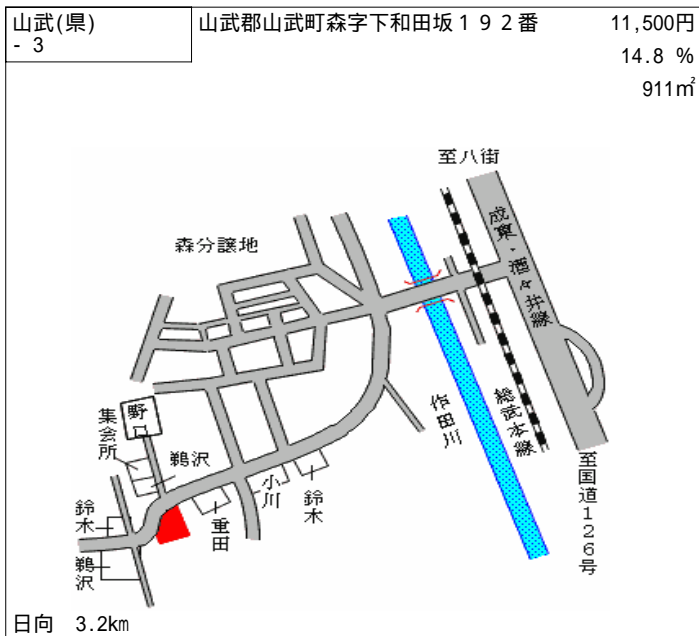 山武(県)
- 3
山武郡山武町森字下和田坂192番
11,500円
14.8 %
911㎡
至八街
成東・酒々井線
森分譲地
作田川
総武本線
至国道126号
野口
集会所
鵜沢
鈴木
鵜沢
重田
小川
鈴木
日向 3.2km